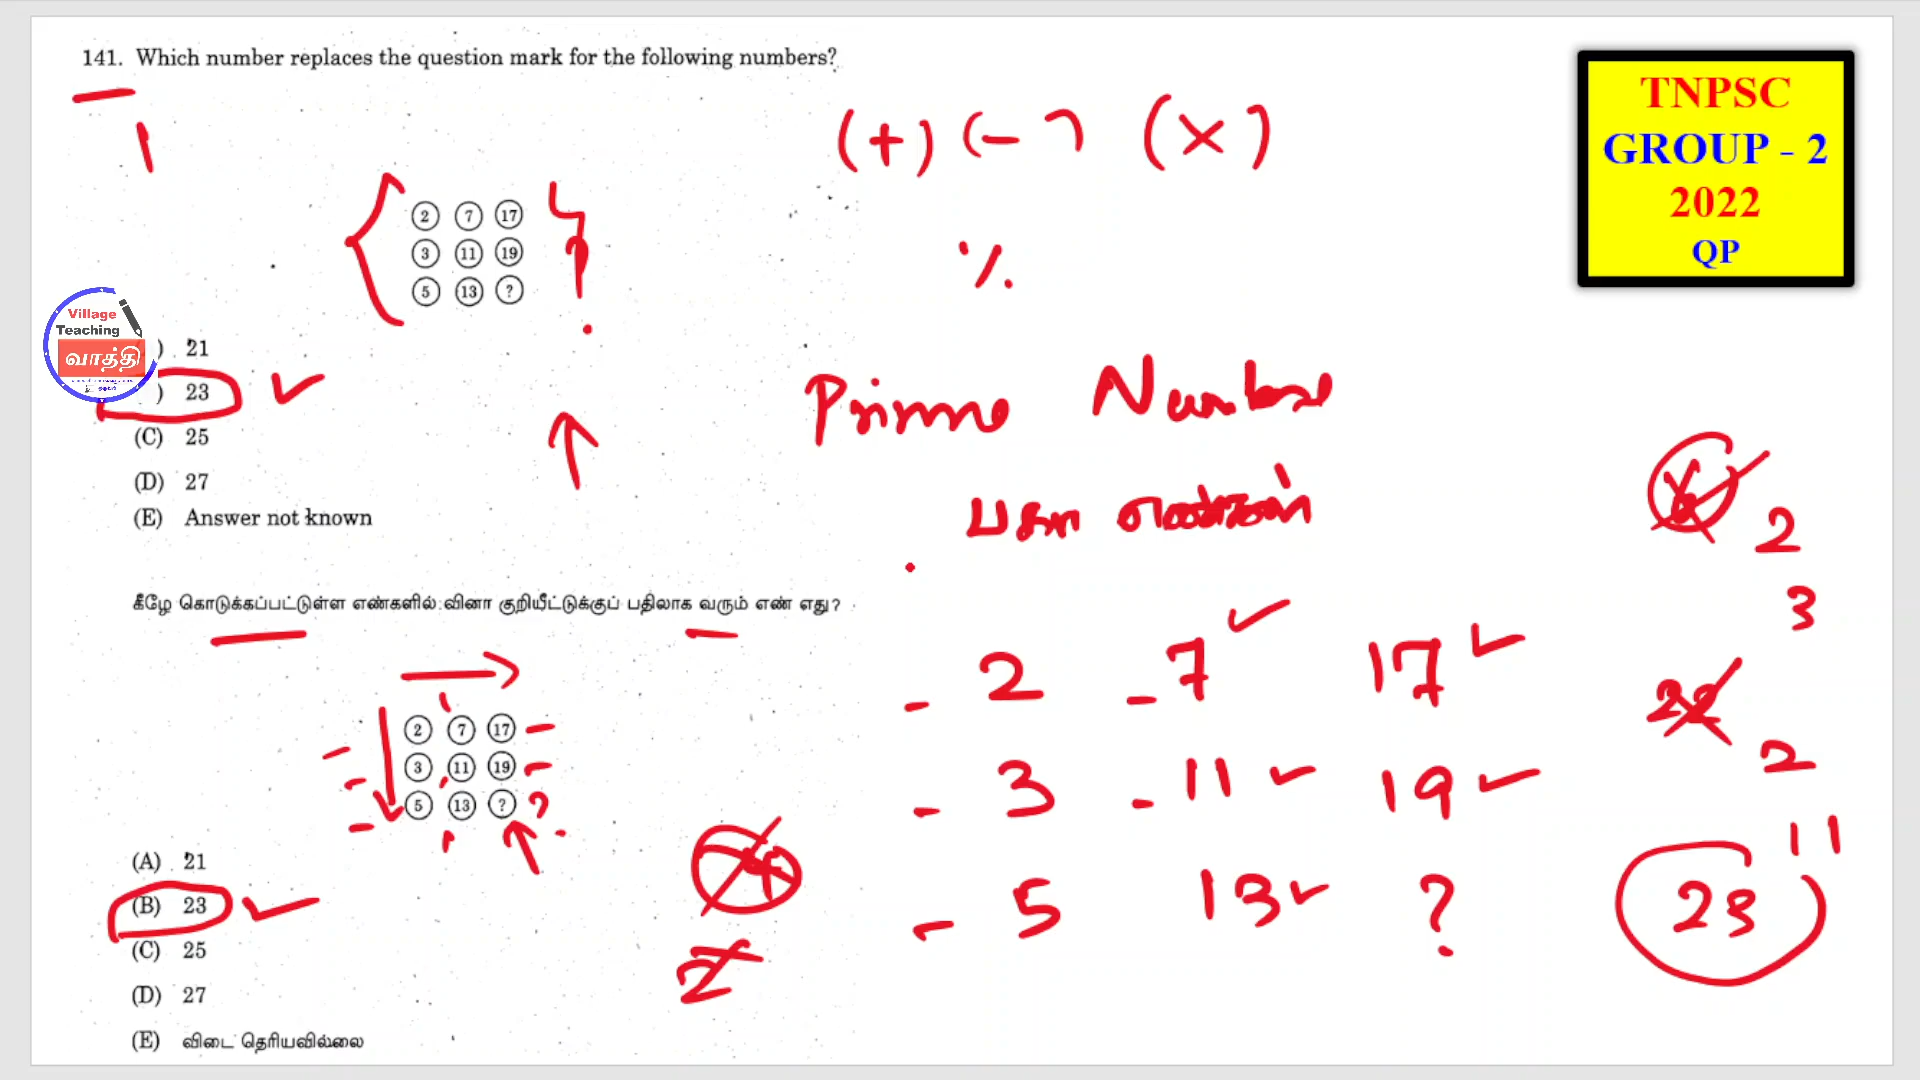 141. Which number replaces the question mark for the following numbers?
2 7 17
3 11 19
5 13 ?
) 21
) 23
(C) 25
(D) 27
(E) Answer not known
கீழே கொடுக்கப்பட்டுள்ள எண்களில் வினா குறியீட்டுக்குப் பதிலாக வரும் எண் எது?
2 7 17
3 11 19
5 13 ?
?
(A) 21
(B) 23
(C) 25
(D) 27
(E) விடை தெரியவில்லை
Village
Teaching
வாத்தி
(+) (-) (×)
Prime Number
பகா எண்கள்
2 7 17
3 11 19
5 13 ?
2
3
22
2
11
23
TNPSC
GROUP - 2
2022
QP